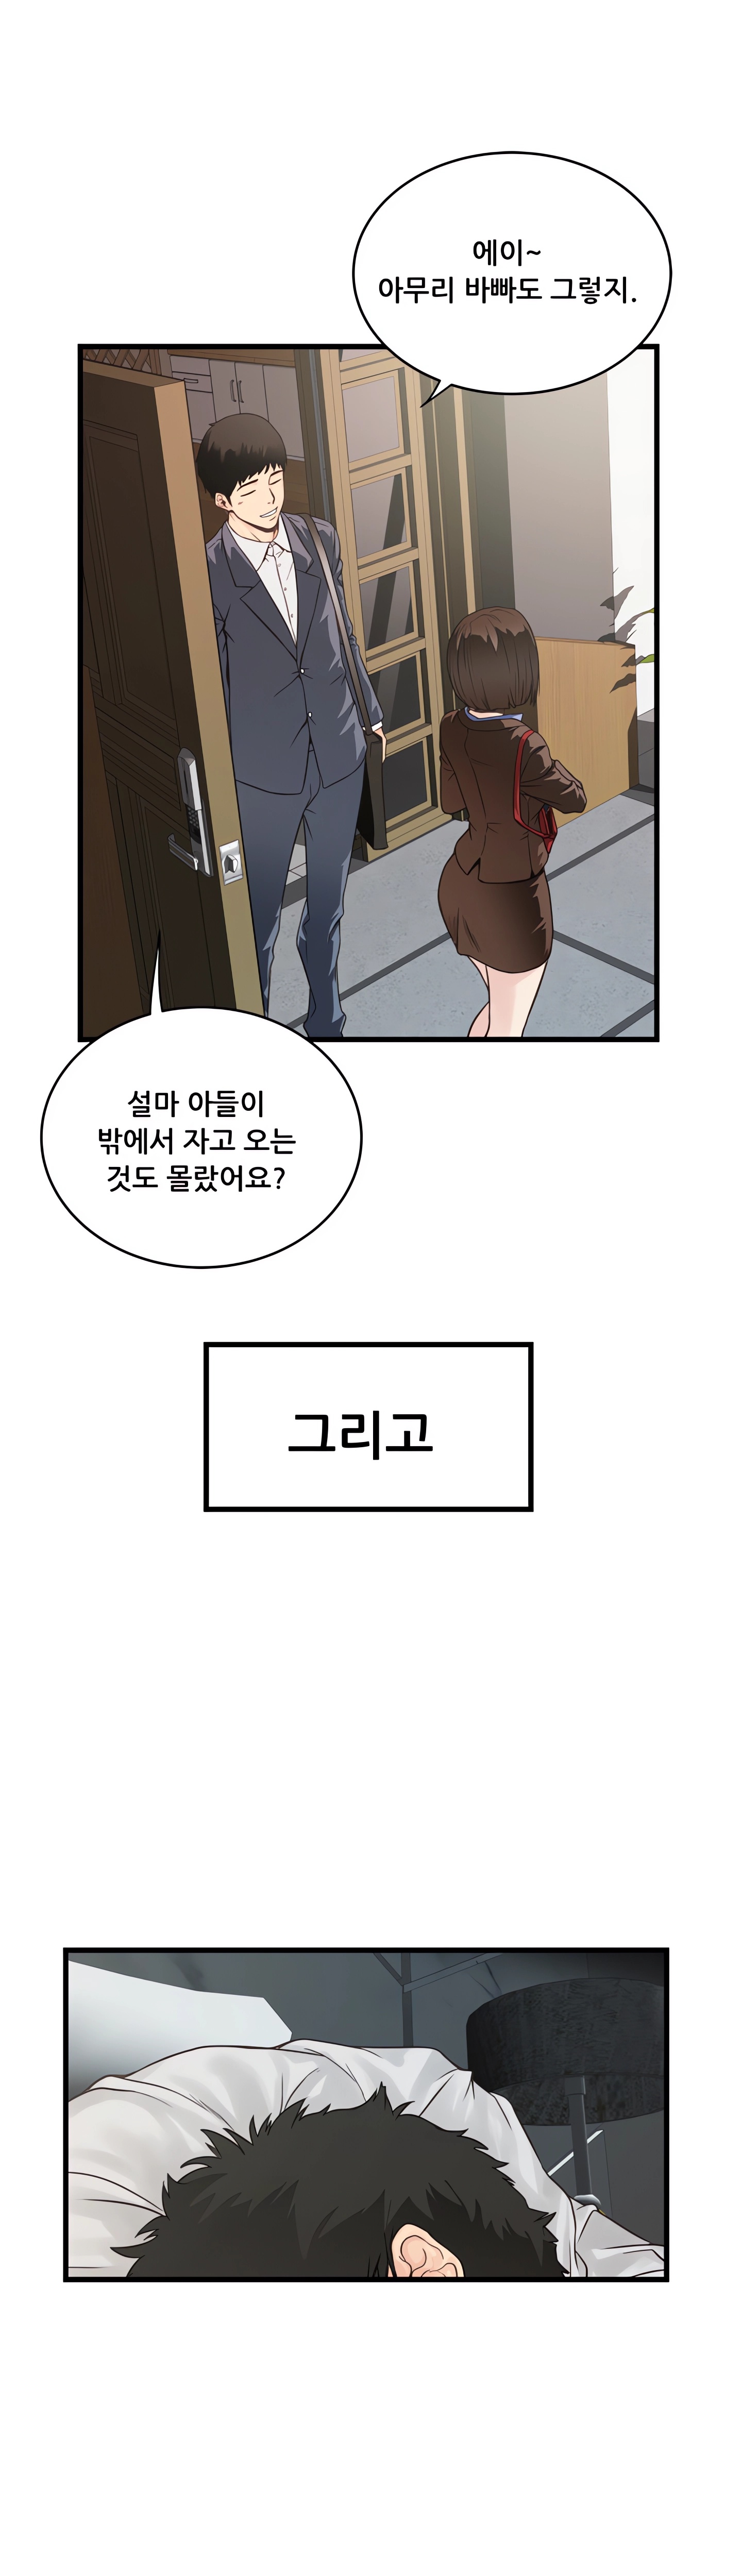 에이~
아무리 바빠도 그렇지.
설마 아들이
밖에서 자고 오는
것도 몰랐어요?
그리고